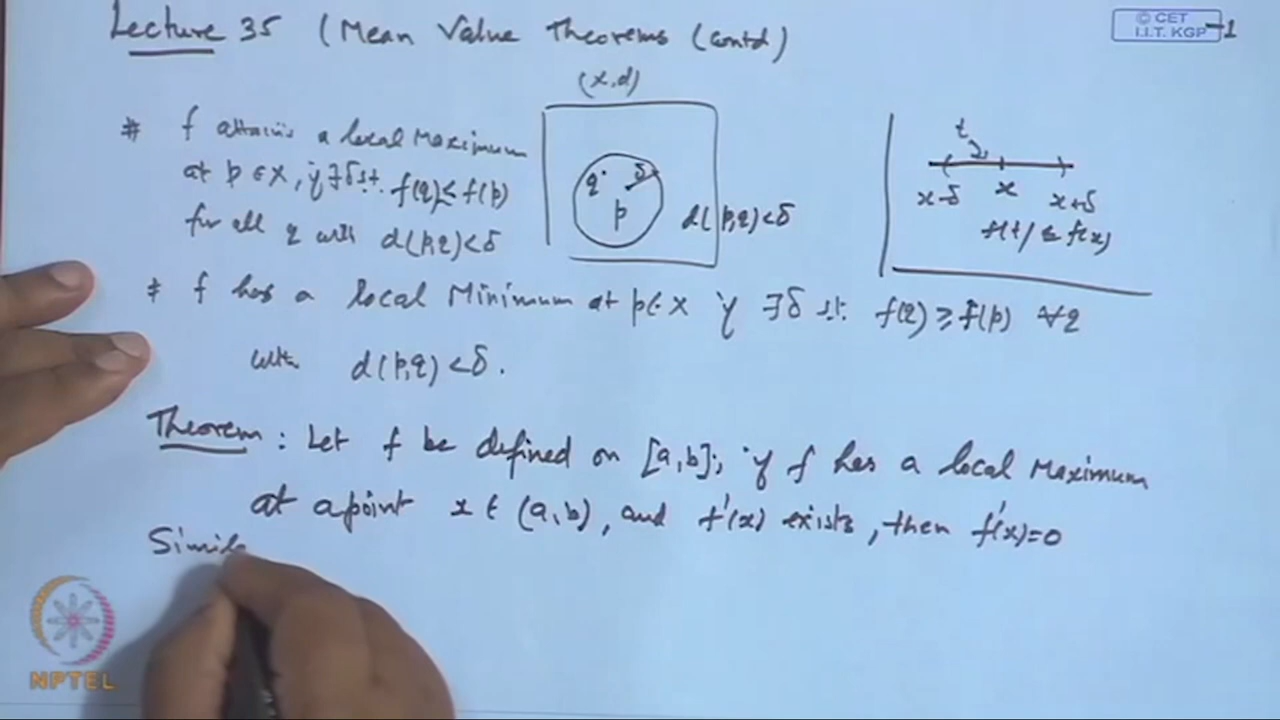 Lecture 35 (Mean Value Theorems (contd)
© CET
I.I.T. KGP
-1
(X,d)
# f attains a local Maximum
at p ∈ X, if ∃ δ s.t. f(q) ≤ f(p)
for all q with d(p,q) < δ
q δ
p
d(p,q) < δ
t
x-δ x x+δ
f(t) ≤ f(x)
# f has a local Minimum at p ∈ X if ∃ δ s.t. f(q) ≥ f(p) ∀ q
with d(p,q) < δ.
Theorem : Let f be defined on [a,b]; if f has a local Maximum
at a point x ∈ (a,b), and f'(x) exists, then f'(x)=0
Simila
NPTEL